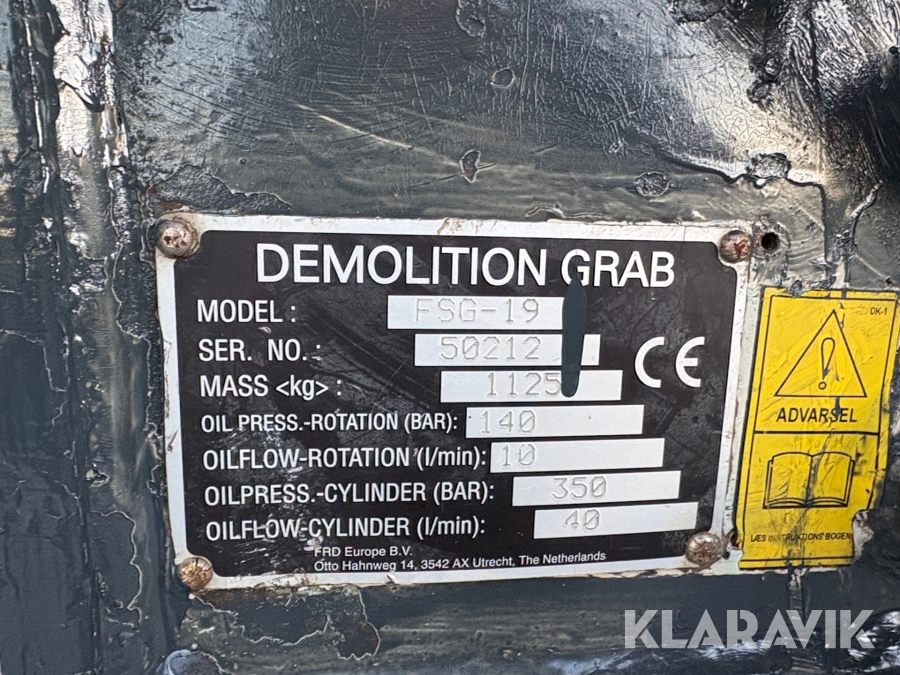 DEMOLITION GRAB
MODEL : FSG-19
SER. NO. : 50212
MASS <kg> : 1125
OIL PRESS.-ROTATION (BAR): 140
OILFLOW-ROTATION (l/min): 10
OILPRESS.-CYLINDER (BAR): 350
OILFLOW-CYLINDER (l/min): 40
CE
FRD Europe B.V.
Otto Hahnweg 14, 3542 AX Utrecht, The Netherlands
DK-1
ADVARSEL
LÆS INSTRUKTIONS BOGEN
KLARAVIK